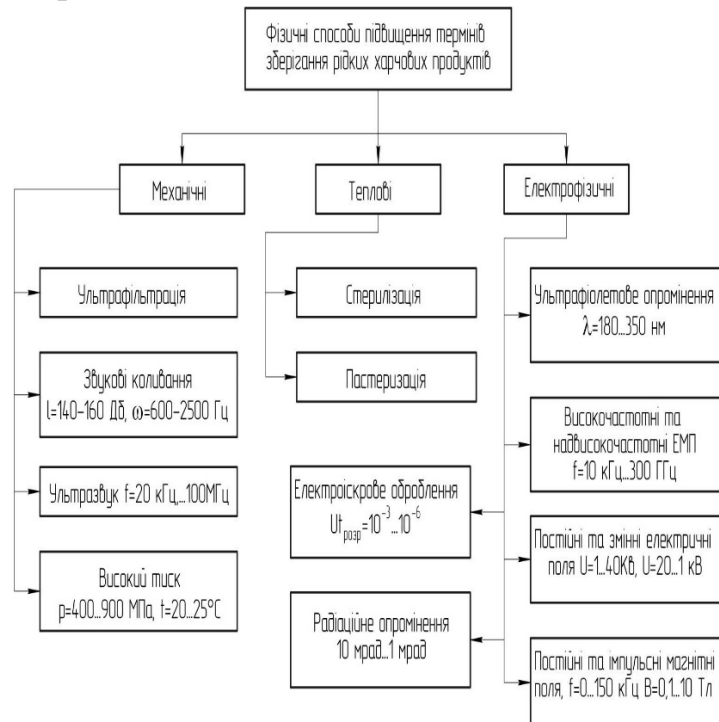 Фізичні способи підвищення термінів
зберігання рідких харчових продуктів
Механічні
Теплові
Електрофізичні
Ультрафільтрація
Звукові коливання
l=140-160 Дб, ω=600-2500 Гц
Ультразвук f=20 кГц,...100МГц
Високий тиск
p=400...900 МПа, t=20...25°С
Стерилізація
Пастеризація
Електроіскрове оброблення
Ut розр=10⁻³...10⁻⁶
Радіаційне опромінення
10 мрад...1 мрад
Ультрафіолетове опромінення
λ=180...350 нм
Високочастотні та
надвисокочастотні ЕМП
f=10 кГц...300 ГГц
Постійні та змінні електричні
поля U=1...40Кв, U=20...1 кВ
Постійні та імпульсні магнітні
поля, f=0...150 кГц В=0,1...10 Тл